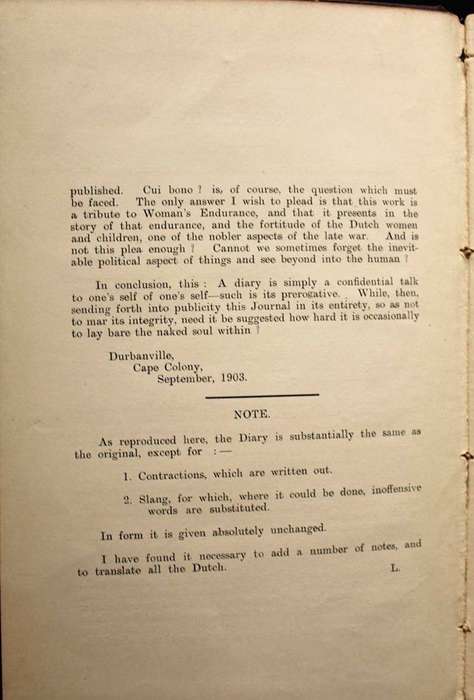 published. Cui bono? is, of course, the question which must
be faced. The only answer I wish to plead is that this work is
a tribute to Woman's Endurance, and that it presents in the
story of that endurance, and the fortitude of the Dutch women
and children, one of the nobler aspects of the late war. And is
not this plea enough? Cannot we sometimes forget the inevit-
able political aspect of things and see beyond into the human?
In conclusion, this: A diary is simply a confidential talk
to one's self of one's self—such is its prerogative. While, then,
sending forth into publicity this Journal in its entirety, so as not
to mar its integrity, need it be suggested how hard it is occasionally
to lay bare the naked soul within?
Durbanville,
Cape Colony,
September, 1903.
NOTE.
As reproduced here, the Diary is substantially the same as
the original, except for :—
1. Contractions, which are written out.
2. Slang, for which, where it could be done, inoffensive
words are substituted.
In form it is given absolutely unchanged.
I have found it necessary to add a number of notes, and
to translate all the Dutch.
L.